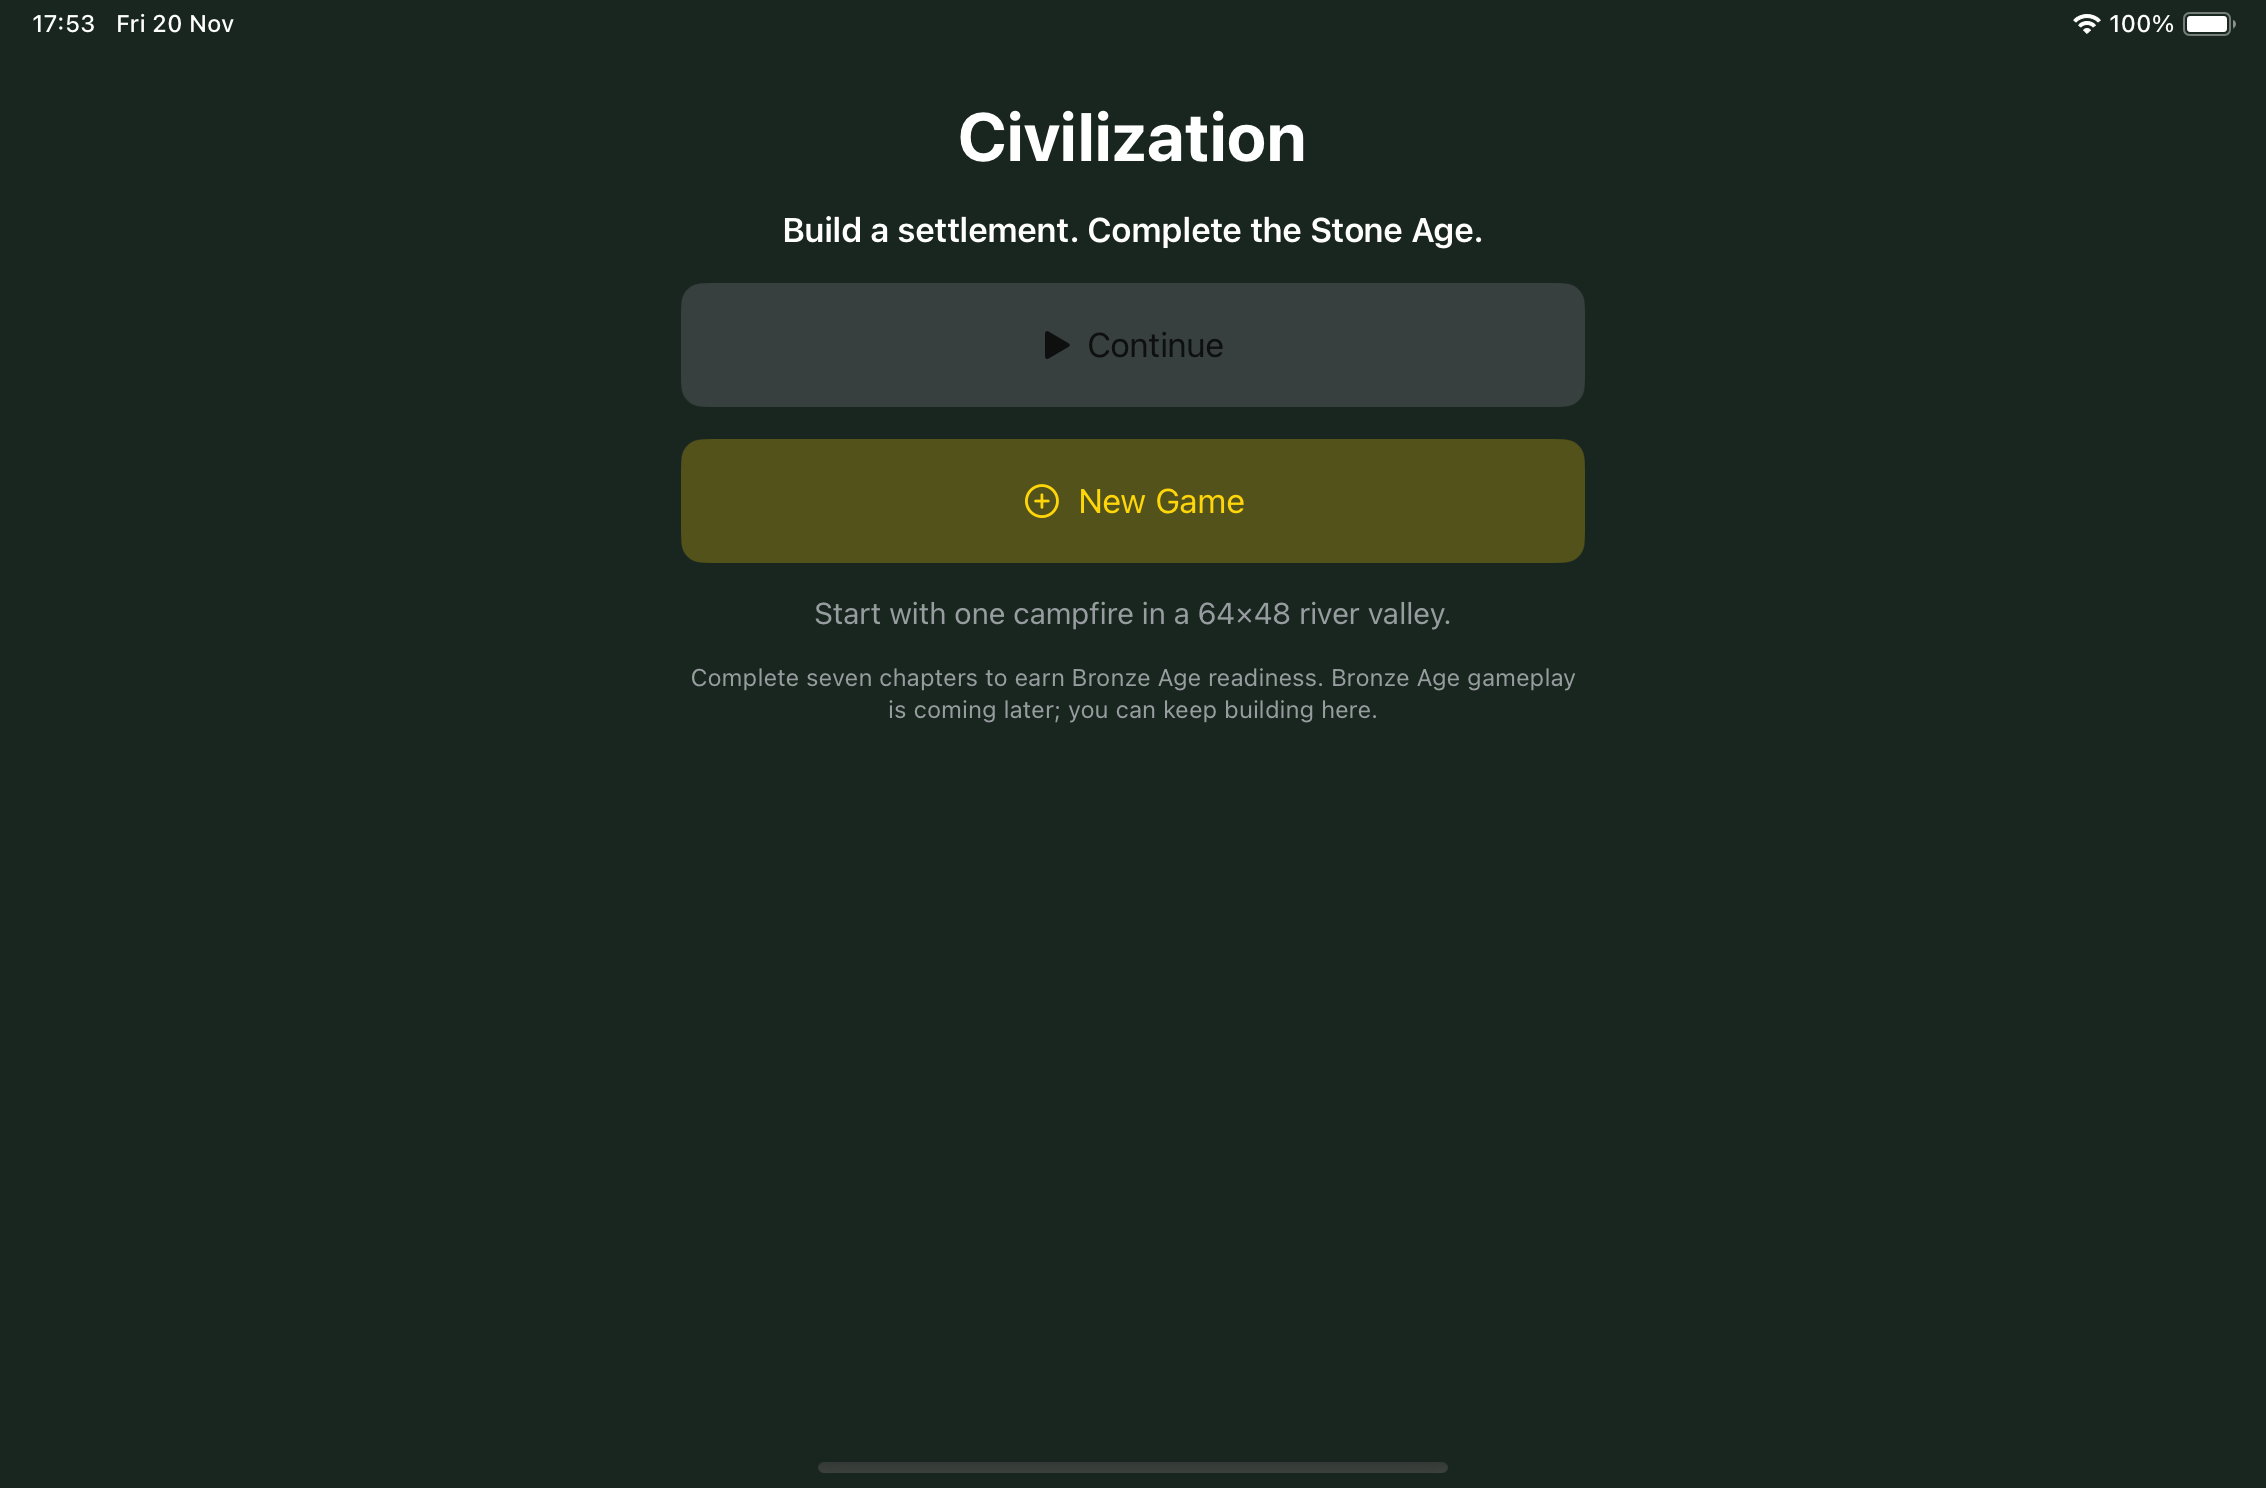 17:53 Fri 20 Nov
100%
Civilization
Build a settlement. Complete the Stone Age.
Continue
New Game
Start with one campfire in a 64×48 river valley.
Complete seven chapters to earn Bronze Age readiness. Bronze Age gameplay
is coming later; you can keep building here.